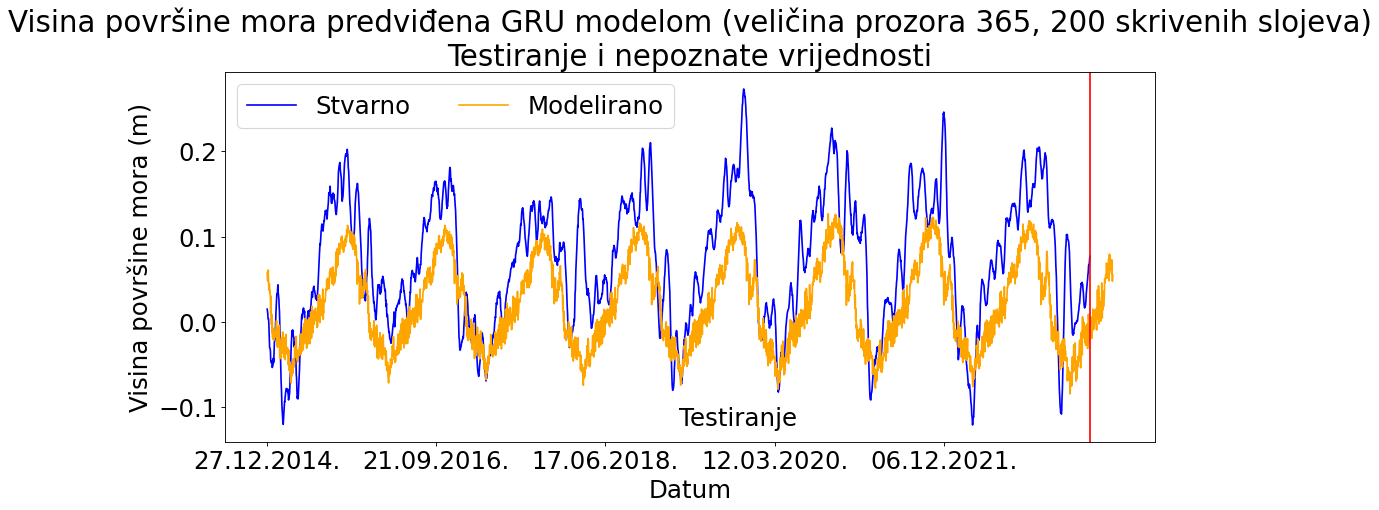 Visina površine mora predviđena GRU modelom (veličina prozora 365, 200 skrivenih slojeva)
Testiranje i nepoznate vrijednosti
Stvarno
Modelirano
Visina površine mora (m)
0.2
0.1
0.0
−0.1
Testiranje
27.12.2014.
21.09.2016.
17.06.2018.
12.03.2020.
06.12.2021.
Datum